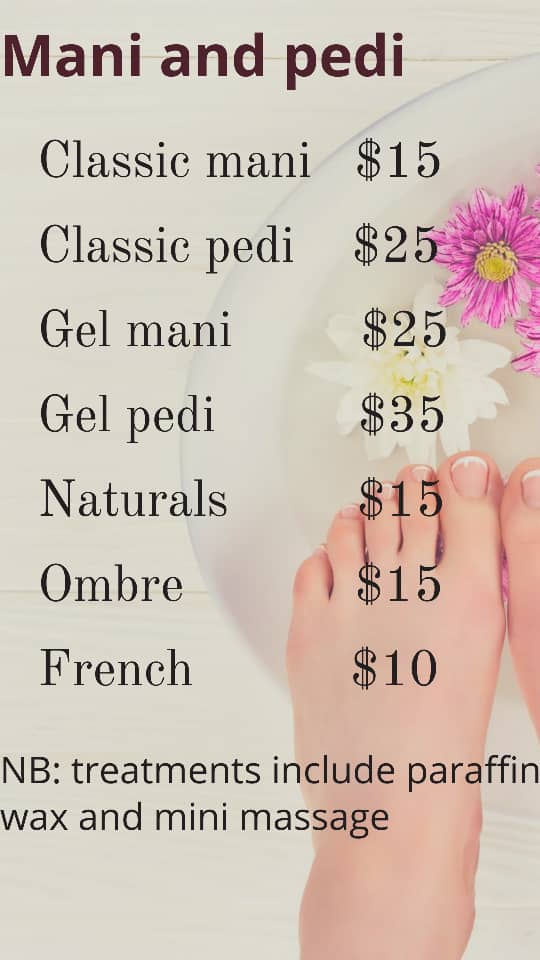 Mani and pedi
Classic mani $15
Classic pedi $25
Gel mani $25
Gel pedi $35
Naturals $15
Ombre $15
French $10
NB: treatments include paraffin
wax and mini massage